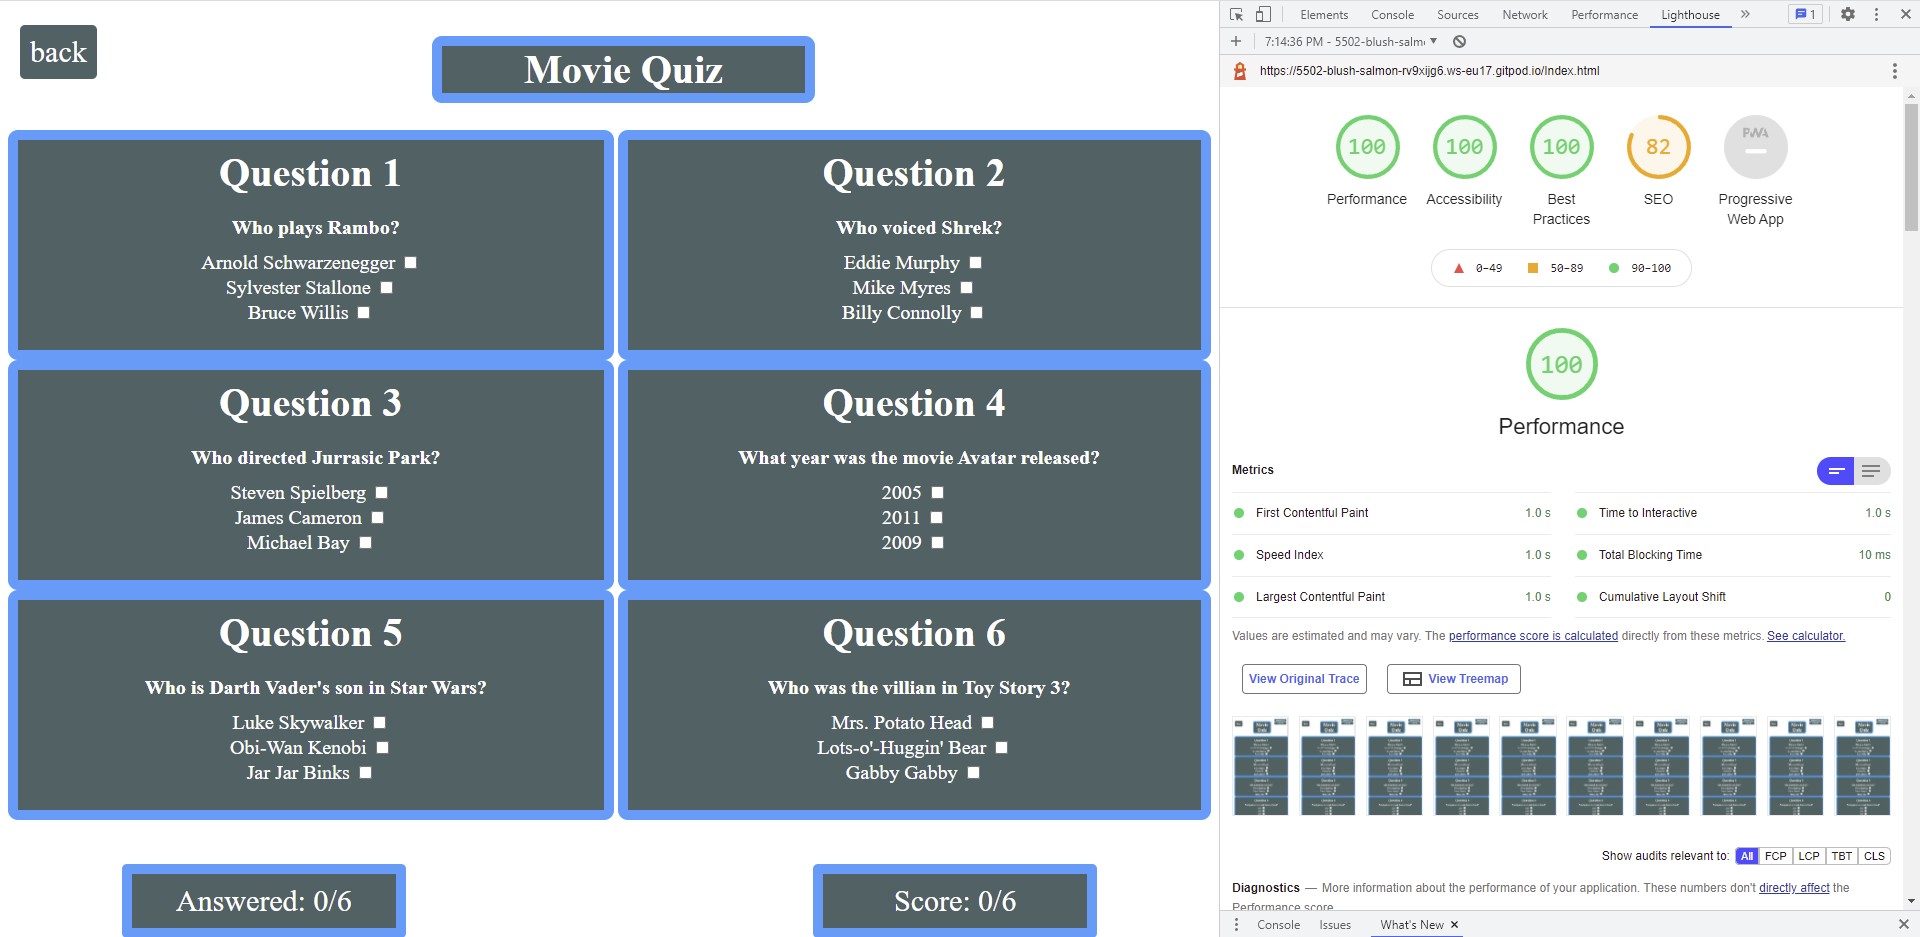 back
Movie Quiz
Question 1
Who plays Rambo?
Arnold Schwarzenegger
Sylvester Stallone
Bruce Willis
Question 2
Who voiced Shrek?
Eddie Murphy
Mike Myres
Billy Connolly
Question 3
Who directed Jurrasic Park?
Steven Spielberg
James Cameron
Michael Bay
Question 4
What year was the movie Avatar released?
2005
2011
2009
Question 5
Who is Darth Vader's son in Star Wars?
Luke Skywalker
Obi-Wan Kenobi
Jar Jar Binks
Question 6
Who was the villian in Toy Story 3?
Mrs. Potato Head
Lots-o'-Huggin' Bear
Gabby Gabby
Answered: 0/6
Score: 0/6
Elements Console Sources Network Performance Lighthouse 1
7:14:36 PM - 5502-blush-salm
https://5502-blush-salmon-rv9xijg6.ws-eu17.gitpod.io/Index.html
100 100 100 82 PWA
Performance Accessibility Best Practices SEO Progressive Web App
0–49 50–89 90–100
100
Performance
Metrics
First Contentful Paint 1.0 s Time to Interactive 1.0 s
Speed Index 1.0 s Total Blocking Time 10 ms
Largest Contentful Paint 1.0 s Cumulative Layout Shift 0
Values are estimated and may vary. The performance score is calculated directly from these metrics. See calculator.
View Original Trace View Treemap
Show audits relevant to: All FCP LCP TBT CLS
Diagnostics — More information about the performance of your application. These numbers don't directly affect the
Performance score
Console Issues What's New